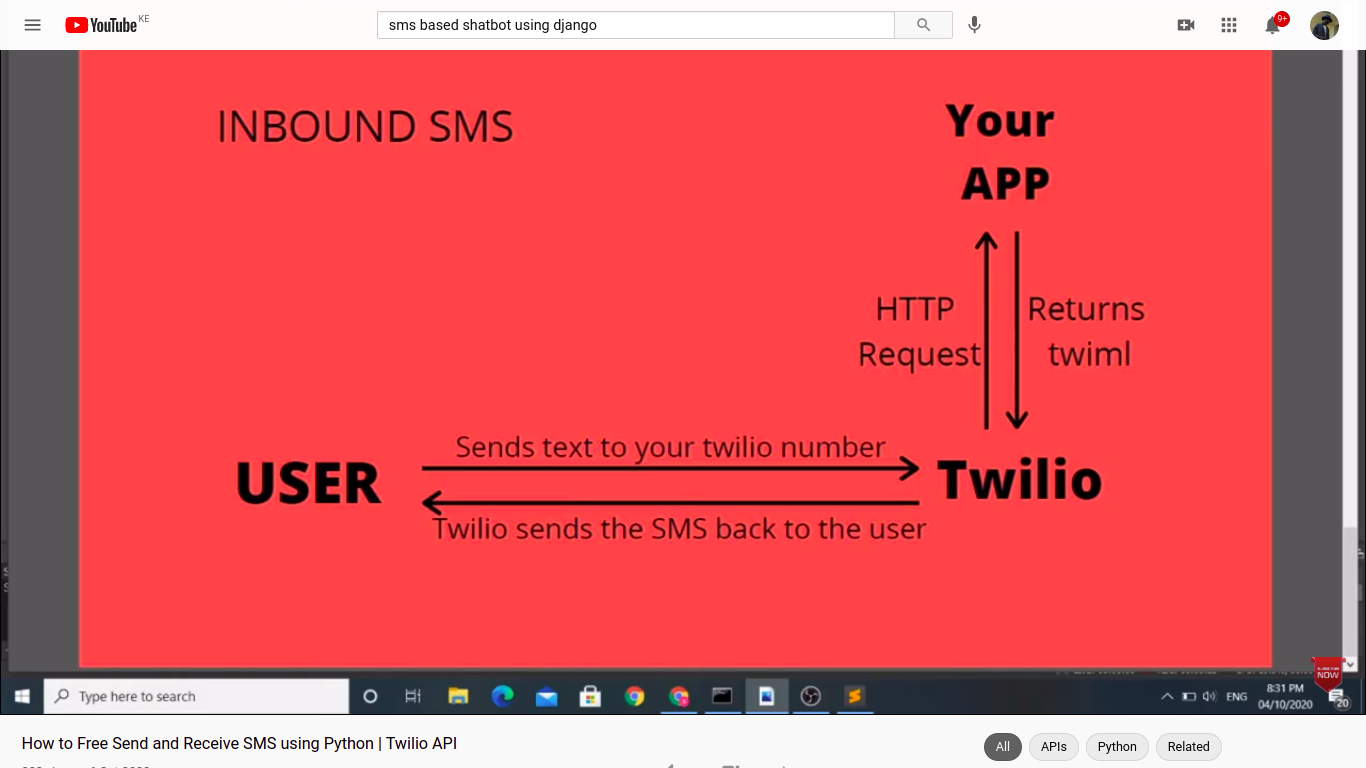 YouTube KE
sms based shatbot using django
9+
INBOUND SMS
Your
APP
HTTP
Request
Returns
twiml
Sends text to your twilio number
USER
Twilio
Twilio sends the SMS back to the user
NOW
Type here to search
ENG
8:31 PM
04/10/2020
20
How to Free Send and Receive SMS using Python | Twilio API
All
APIs
Python
Related